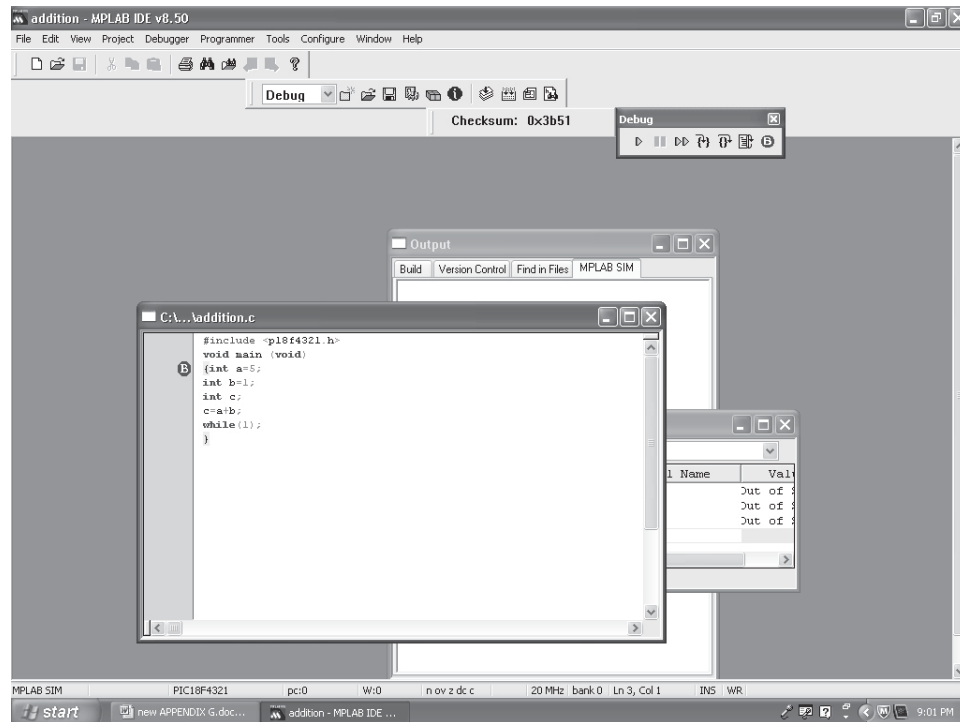 addition - MPLAB IDE v8.50
File Edit View Project Debugger Programmer Tools Configure Window Help
Debug
Checksum: 0x3b51
Debug
Output
Build Version Control Find in Files MPLAB SIM
C:\...\addition.c
#include <p18f4321.h>
void main (void)
B {int a=5;
int b=1;
int c;
c=a+b;
while(1);
}
l Name Valu
Out of S
Out of S
Out of S
MPLAB SIM PIC18F4321 pc:0 W:0 n ov z dc c 20 MHz bank 0 Ln 3, Col 1 INS WR
start new APPENDIX G.doc... addition - MPLAB IDE ... 9:01 PM